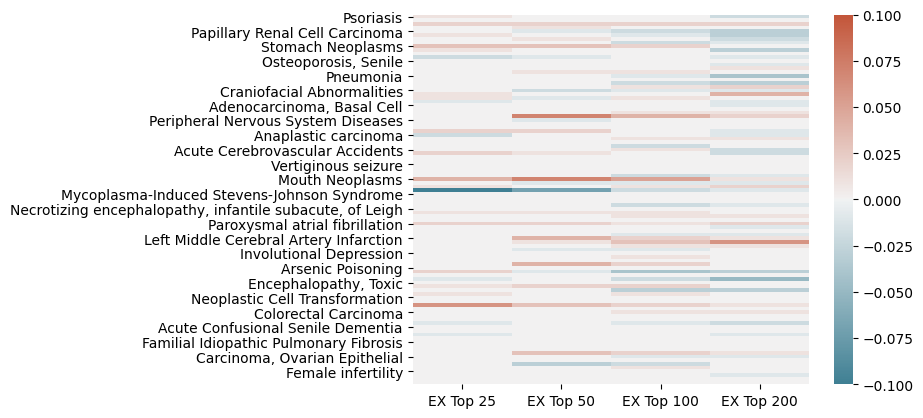 Psoriasis
Papillary Renal Cell Carcinoma
Stomach Neoplasms
Osteoporosis, Senile
Pneumonia
Craniofacial Abnormalities
Adenocarcinoma, Basal Cell
Peripheral Nervous System Diseases
Anaplastic carcinoma
Acute Cerebrovascular Accidents
Vertiginous seizure
Mouth Neoplasms
Mycoplasma-Induced Stevens-Johnson Syndrome
Necrotizing encephalopathy, infantile subacute, of Leigh
Paroxysmal atrial fibrillation
Left Middle Cerebral Artery Infarction
Involutional Depression
Arsenic Poisoning
Encephalopathy, Toxic
Neoplastic Cell Transformation
Colorectal Carcinoma
Acute Confusional Senile Dementia
Familial Idiopathic Pulmonary Fibrosis
Carcinoma, Ovarian Epithelial
Female infertility
EX Top 25
EX Top 50
EX Top 100
EX Top 200
0.100
0.075
0.050
0.025
0.000
−0.025
−0.050
−0.075
−0.100